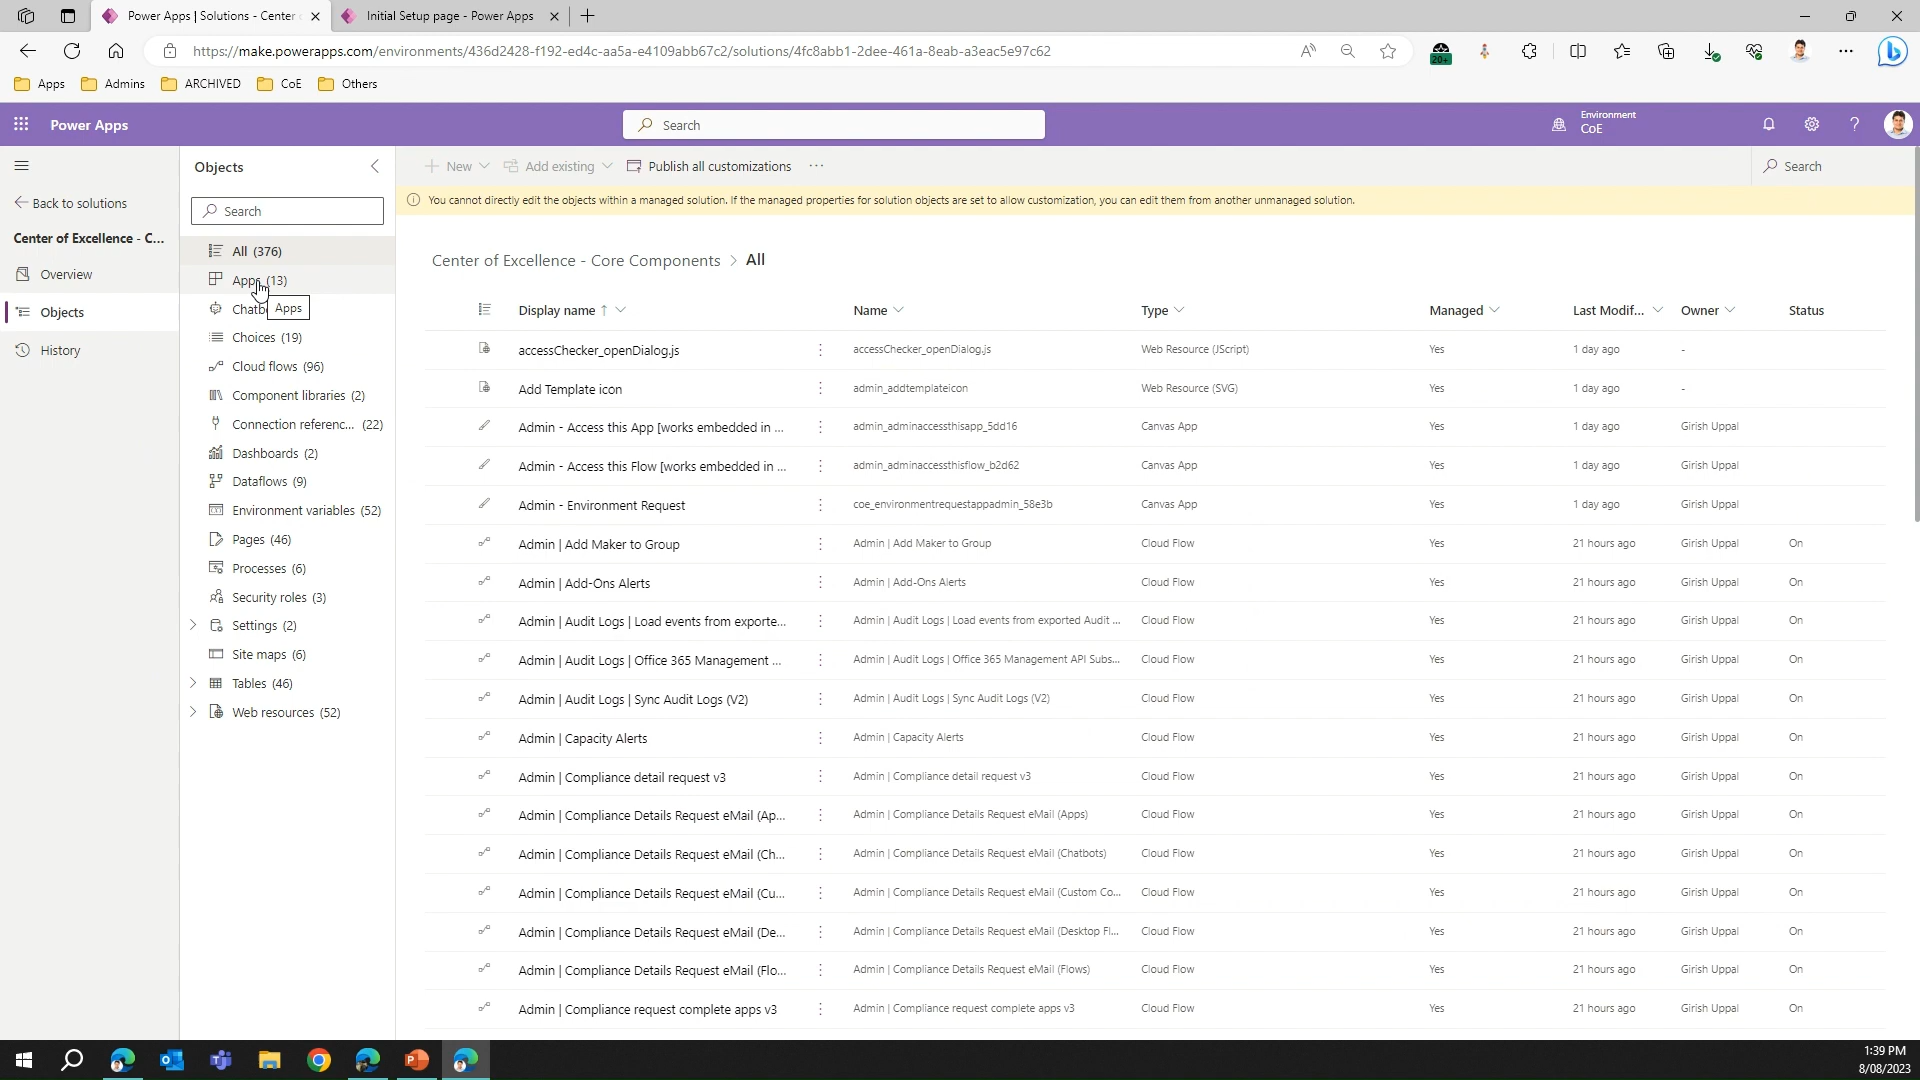 Power Apps | Solutions - Center
Initial Setup page - Power Apps
https://make.powerapps.com/environments/436d2428-f192-ed4c-aa5a-e4109abb67c2/solutions/4fc8abb1-2dee-461a-8eab-a3eac5e97c62
20+
Apps
Admins
ARCHIVED
CoE
Others
Power Apps
Search
Environment
CoE
Back to solutions
Center of Excellence - C...
Overview
Objects
History
Objects
Search
All (376)
Apps (13)
Apps
Choices (19)
Cloud flows (96)
Component libraries (2)
Connection referenc... (22)
Dashboards (2)
Dataflows (9)
Environment variables (52)
Pages (46)
Processes (6)
Security roles (3)
Settings (2)
Site maps (6)
Tables (46)
Web resources (52)
New
Add existing
Publish all customizations
Search
You cannot directly edit the objects within a managed solution. If the managed properties for solution objects are set to allow customization, you can edit them from another unmanaged solution.
Center of Excellence - Core Components > All
Display name ↑ Name Type Managed Last Modif... Owner Status
accessChecker_openDialog.js accessChecker_openDialog.js Web Resource (JScript) Yes 1 day ago -
Add Template icon admin_addtemplateicon Web Resource (SVG) Yes 1 day ago -
Admin - Access this App [works embedded in ... admin_adminaccessthisapp_5dd16 Canvas App Yes 1 day ago Girish Uppal
Admin - Access this Flow [works embedded in ... admin_adminaccessthisflow_b2d62 Canvas App Yes 1 day ago Girish Uppal
Admin - Environment Request coe_environmentrequestappadmin_58e3b Canvas App Yes 1 day ago Girish Uppal
Admin | Add Maker to Group Admin | Add Maker to Group Cloud Flow Yes 21 hours ago Girish Uppal On
Admin | Add-Ons Alerts Admin | Add-Ons Alerts Cloud Flow Yes 21 hours ago Girish Uppal On
Admin | Audit Logs | Load events from exporte... Admin | Audit Logs | Load events from exported Audit ... Cloud Flow Yes 21 hours ago Girish Uppal On
Admin | Audit Logs | Office 365 Management ... Admin | Audit Logs | Office 365 Management API Subs... Cloud Flow Yes 21 hours ago Girish Uppal On
Admin | Audit Logs | Sync Audit Logs (V2) Admin | Audit Logs | Sync Audit Logs (V2) Cloud Flow Yes 21 hours ago Girish Uppal On
Admin | Capacity Alerts Admin | Capacity Alerts Cloud Flow Yes 21 hours ago Girish Uppal On
Admin | Compliance detail request v3 Admin | Compliance detail request v3 Cloud Flow Yes 21 hours ago Girish Uppal On
Admin | Compliance Details Request eMail (Ap... Admin | Compliance Details Request eMail (Apps) Cloud Flow Yes 21 hours ago Girish Uppal On
Admin | Compliance Details Request eMail (Ch... Admin | Compliance Details Request eMail (Chatbots) Cloud Flow Yes 21 hours ago Girish Uppal On
Admin | Compliance Details Request eMail (Cu... Admin | Compliance Details Request eMail (Custom Co... Cloud Flow Yes 21 hours ago Girish Uppal On
Admin | Compliance Details Request eMail (De... Admin | Compliance Details Request eMail (Desktop Fl... Cloud Flow Yes 21 hours ago Girish Uppal On
Admin | Compliance Details Request eMail (Flo... Admin | Compliance Details Request eMail (Flows) Cloud Flow Yes 21 hours ago Girish Uppal On
Admin | Compliance request complete apps v3 Admin | Compliance request complete apps v3 Cloud Flow Yes 21 hours ago Girish Uppal On
1:39 PM
8/08/2023